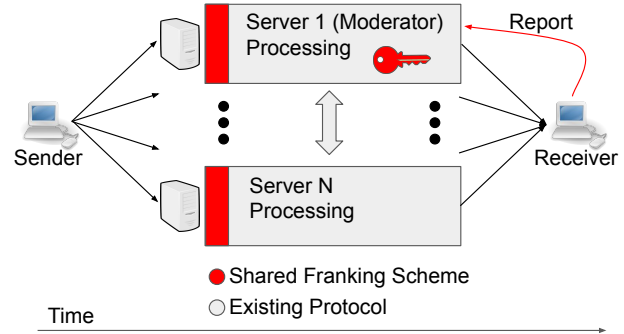 Server 1 (Moderator)
Processing
Report
Sender
Receiver
Server N
Processing
Shared Franking Scheme
Existing Protocol
Time